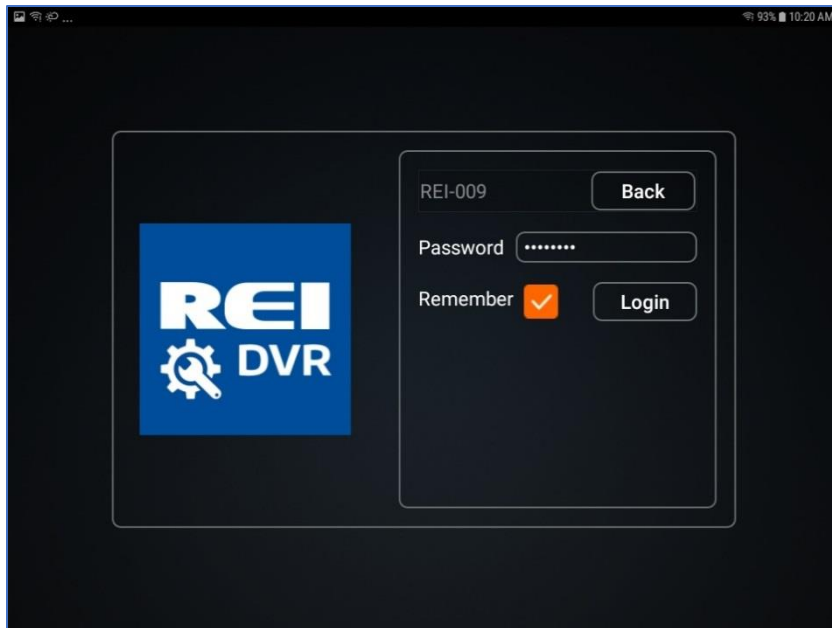 ... 93% 10:20 AM
REI
DVR
REI-009 Back
Password ········
Remember Login